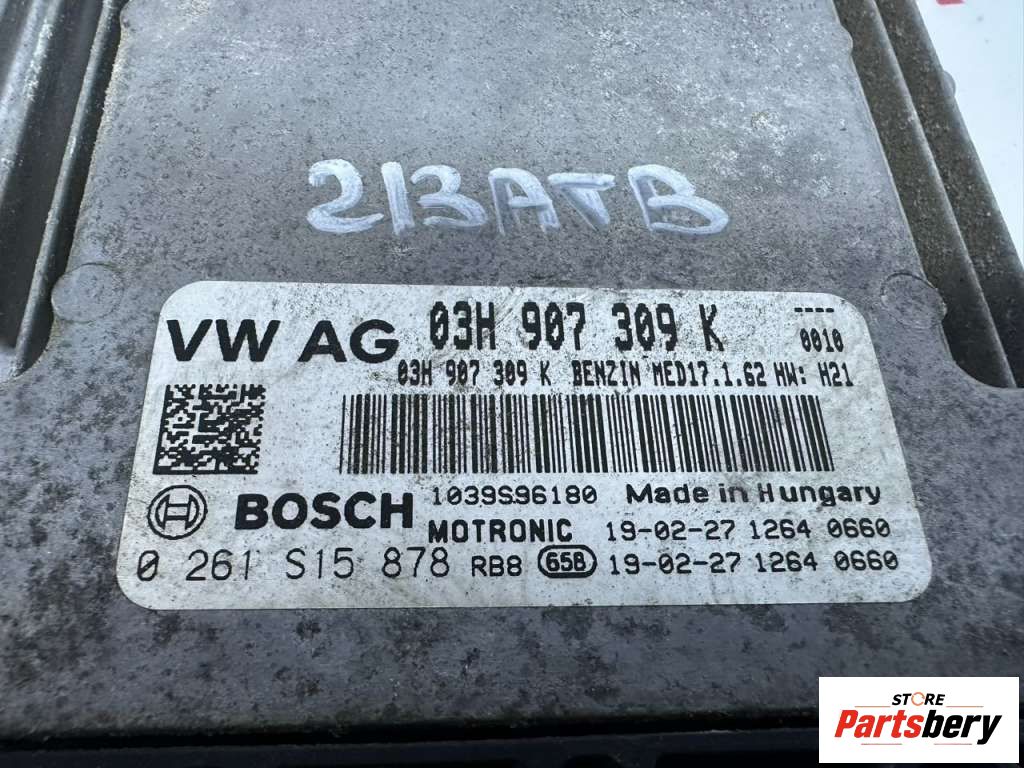 213ATB
VW AG 03H 907 309 K ----
0010
03H 907 309 K BENZIN MED17.1.62 HW: H21
BOSCH 1039S96180 Made in Hungary
MOTRONIC 19-02-27 1264 0660
0 261 S15 878 RB8 65B 19-02-27 1264 0660
STORE
Partsbery